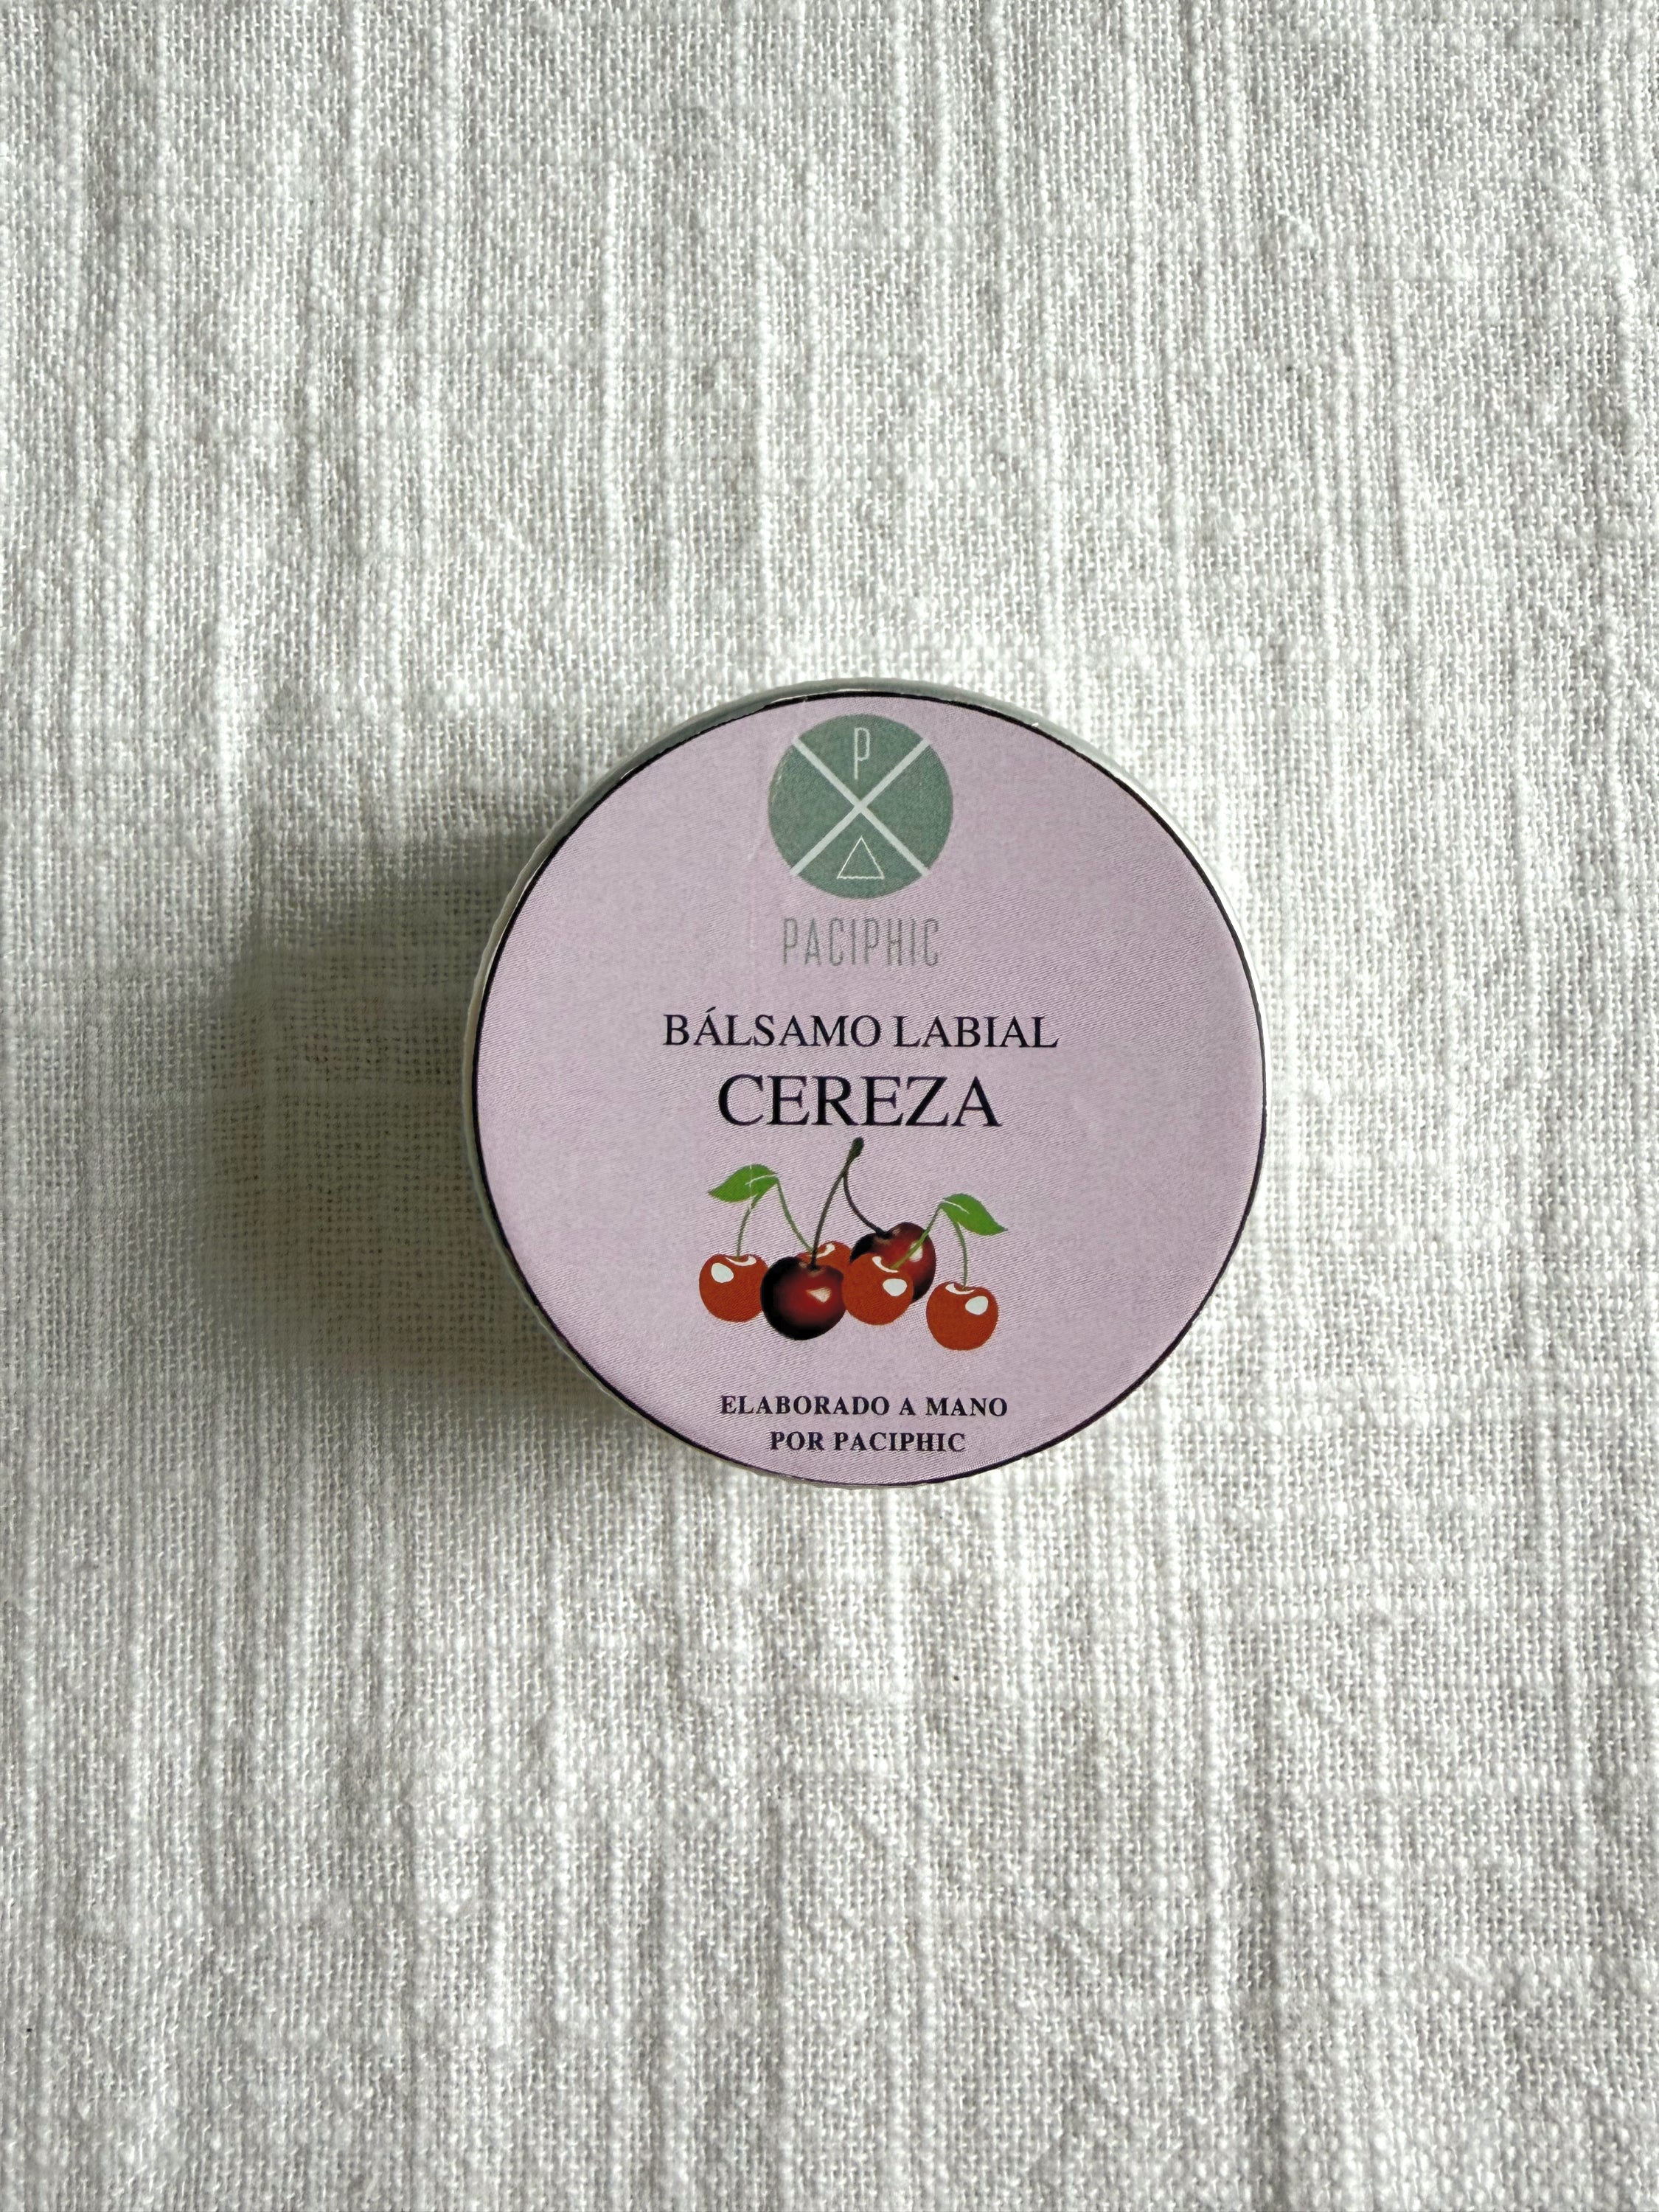 P
PACIPHIC
BÁLSAMO LABIAL
CEREZA
ELABORADO A MANO
POR PACIPHIC